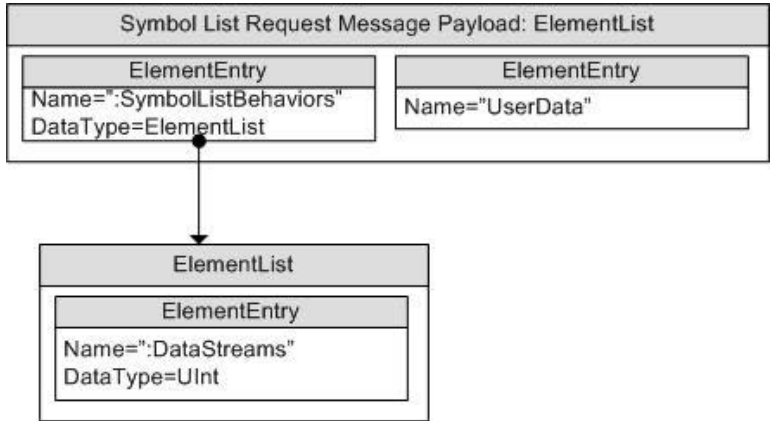 Symbol List Request Message Payload: ElementList
ElementEntry
Name=":SymbolListBehaviors"
DataType=ElementList
ElementEntry
Name="UserData"
ElementList
ElementEntry
Name=":DataStreams"
DataType=UInt